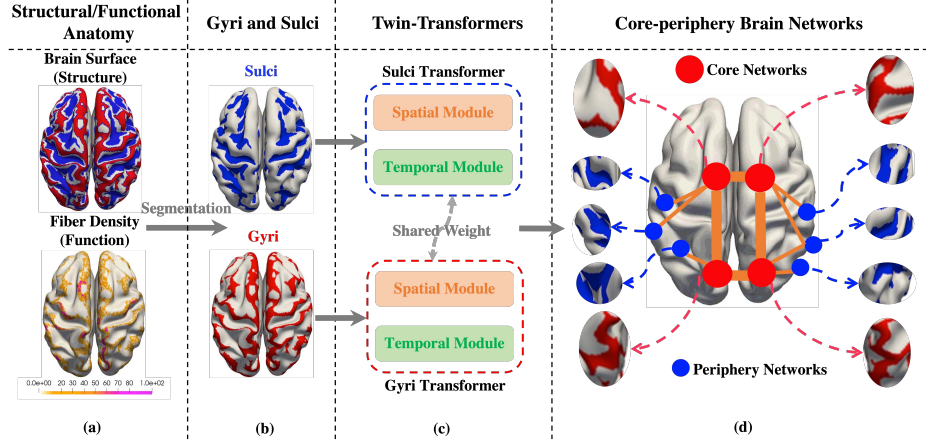 Structural/Functional
Anatomy
Gyri and Sulci
Twin-Transformers
Core-periphery Brain Networks
Brain Surface
(Structure)
Fiber Density
(Function)
0.0e+00 20 30 40 50 60 70 80 1.0e+02
Segmentation
Sulci
Gyri
Sulci Transformer
Spatial Module
Temporal Module
Shared Weight
Spatial Module
Temporal Module
Gyri Transformer
Core Networks
Periphery Networks
(a)
(b)
(c)
(d)